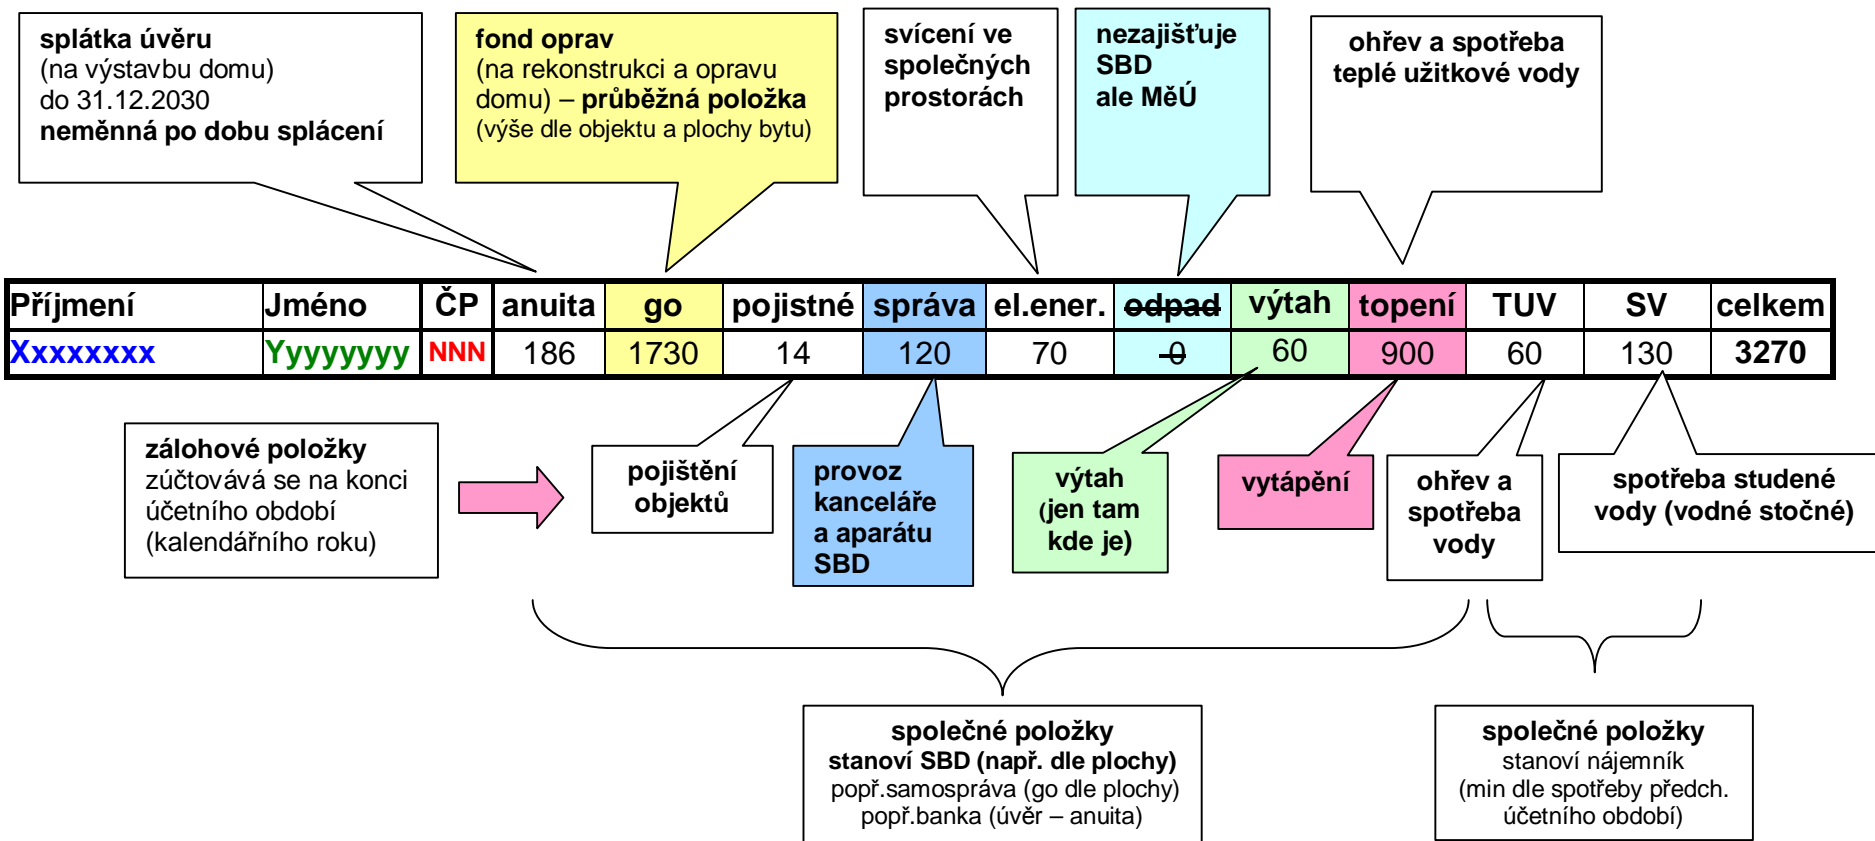 splátka úvěru
(na výstavbu domu)
do 31.12.2030
neměnná po dobu splácení
fond oprav
(na rekonstrukci a opravu
domu) – průběžná položka
(výše dle objektu a plochy bytu)
svícení ve
společných
prostorách
nezajišťuje
SBD
ale MěÚ
ohřev a spotřeba
teplé užitkové vody
Příjmení Jméno ČP anuita go pojistné správa el.ener. odpad výtah topení TUV SV celkem
Xxxxxxxx Yyyyyyyy NNN 186 1730 14 120 70 0 60 900 60 130 3270
zálohové položky
zúčtovává se na konci
účetního období
(kalendářního roku)
pojištění
objektů
provoz
kanceláře
a aparátu
SBD
výtah
(jen tam
kde je)
vytápění
ohřev a
spotřeba
vody
spotřeba studené
vody (vodné stočné)
společné položky
stanoví SBD (např. dle plochy)
popř.samospráva (go dle plochy)
popř.banka (úvěr – anuita)
společné položky
stanoví nájemník
(min dle spotřeby předch.
účetního období)